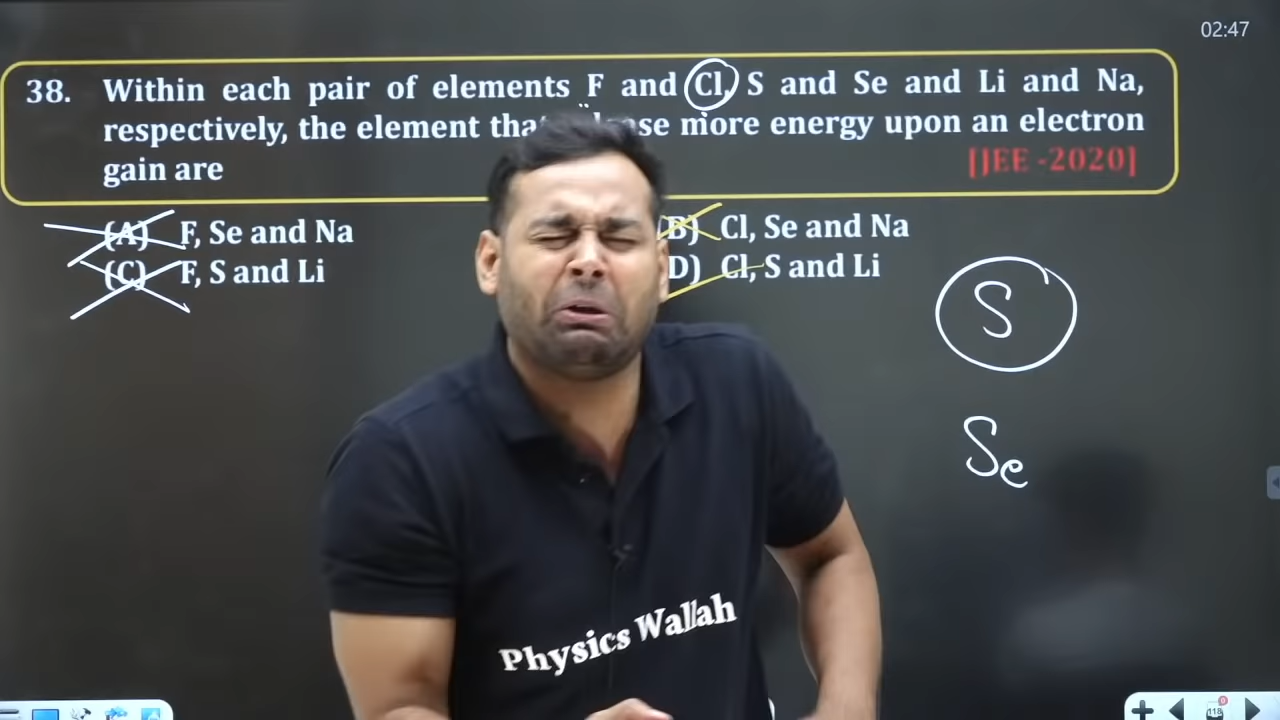 02:47
38. Within each pair of elements F and Cl, S and Se and Li and Na,
respectively, the element more energy upon an electron
gain are
[JEE -2020]
(A) F, Se and Na
(B) Cl, Se and Na
(C) F, S and Li
D) Cl, S and Li
S
Se
Physics Wallah
118